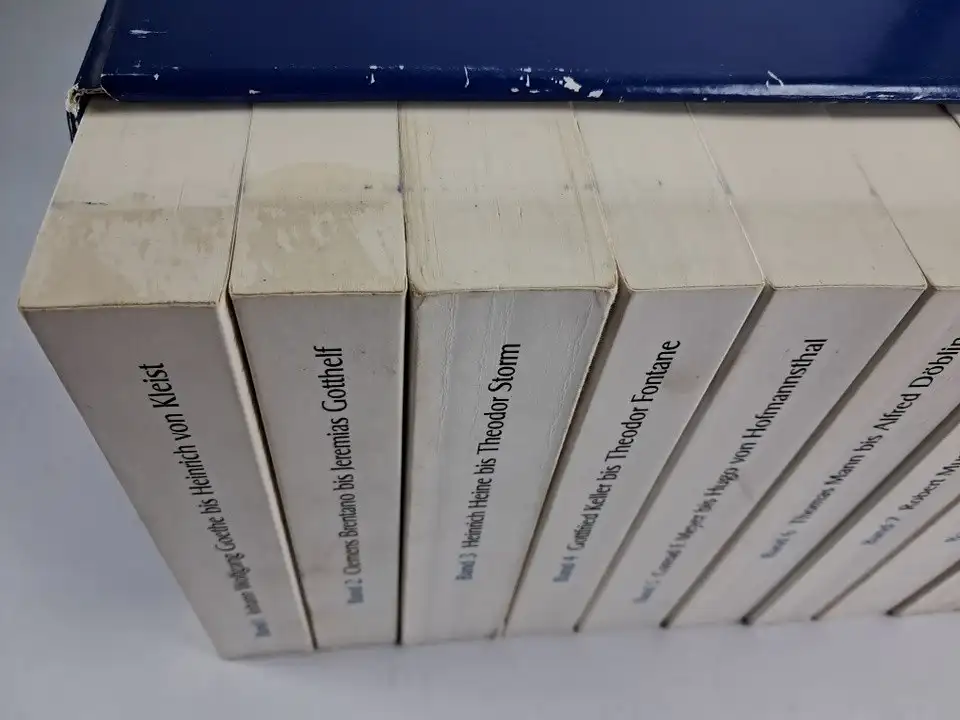 Band 1 Johann Wolfgang Goethe bis Heinrich von Kleist
Band 2 Clemens Brentano bis Jeremias Gotthelf
Band 3 Heinrich Heine bis Theodor Storm
Band 4 Gottfried Keller bis Theodor Fontane
Band 5 Conrad F. Meyer bis Hugo von Hofmannsthal
Band 6 Thomas Mann bis Alfred Döblin
Band 7 Robert